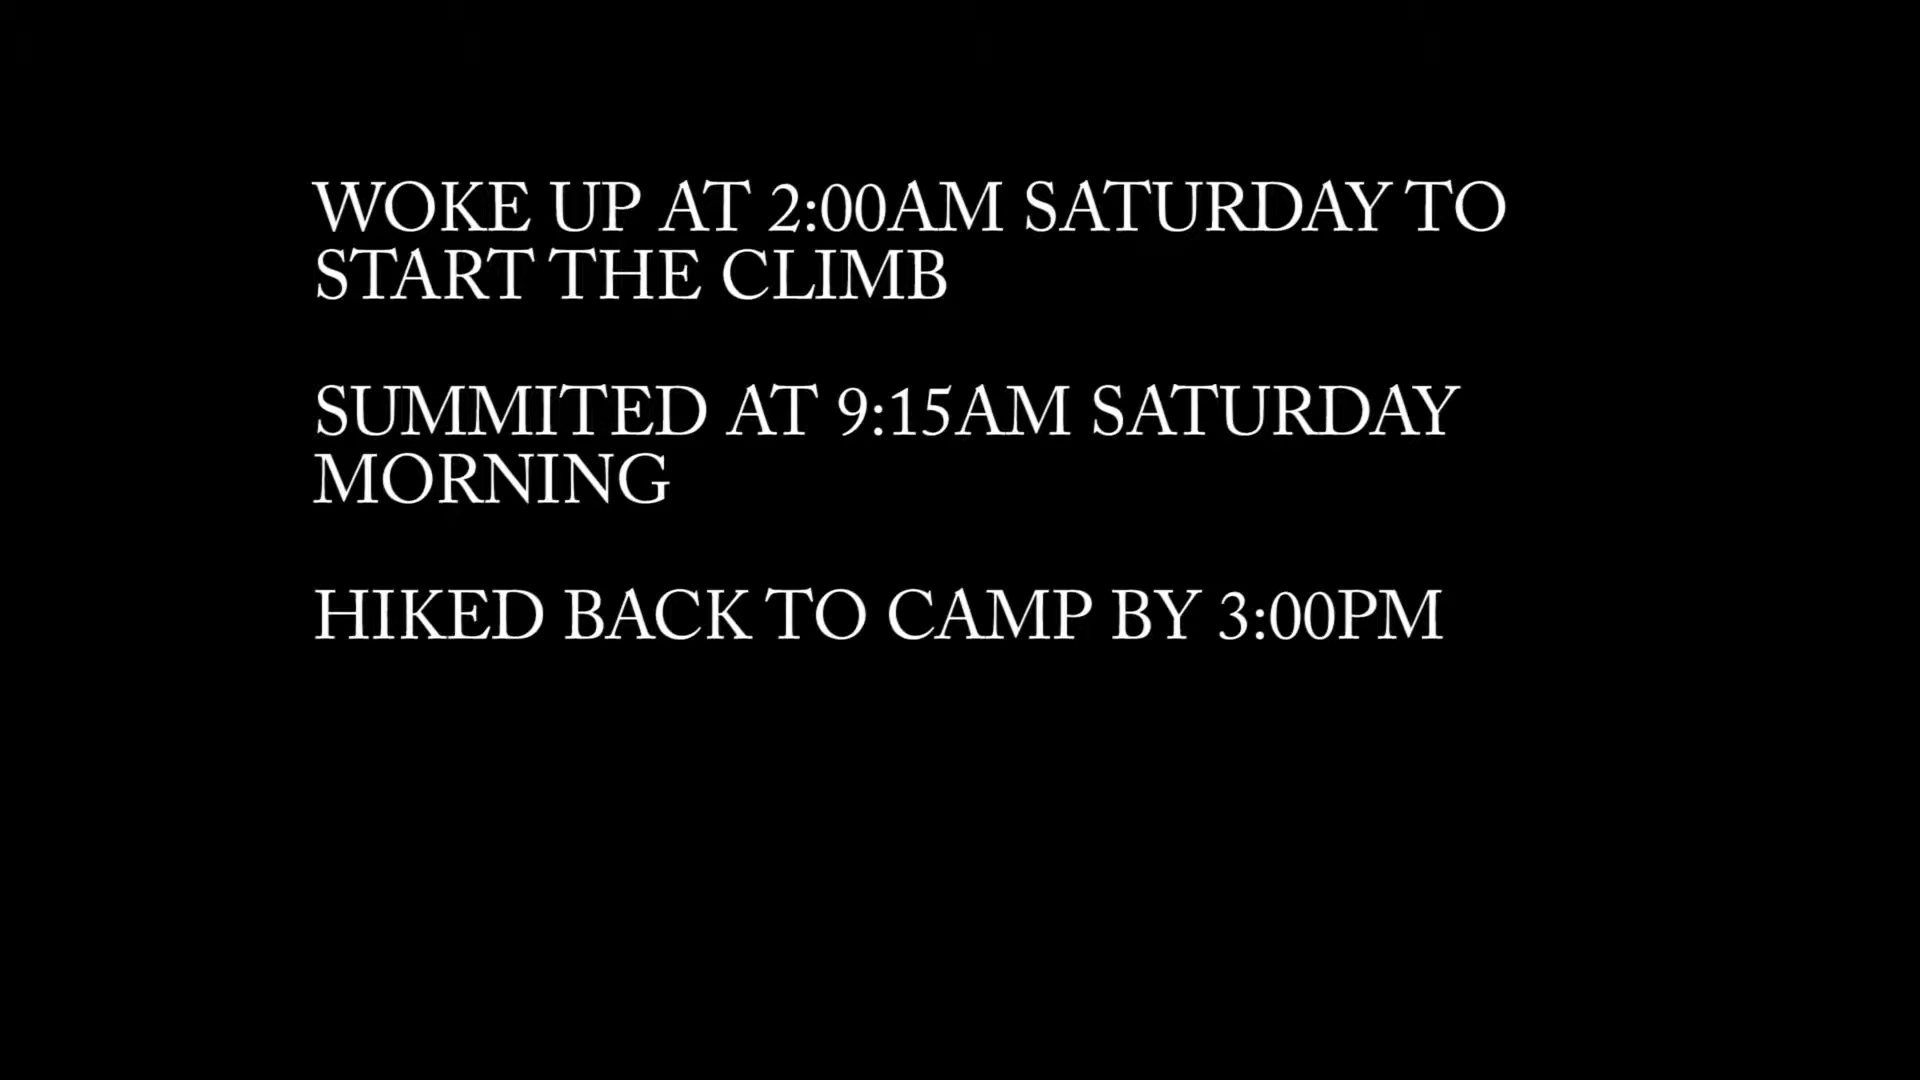 WOKE UP AT 2:00AM SATURDAY TO
START THE CLIMB
SUMMITED AT 9:15AM SATURDAY
MORNING
HIKED BACK TO CAMP BY 3:00PM